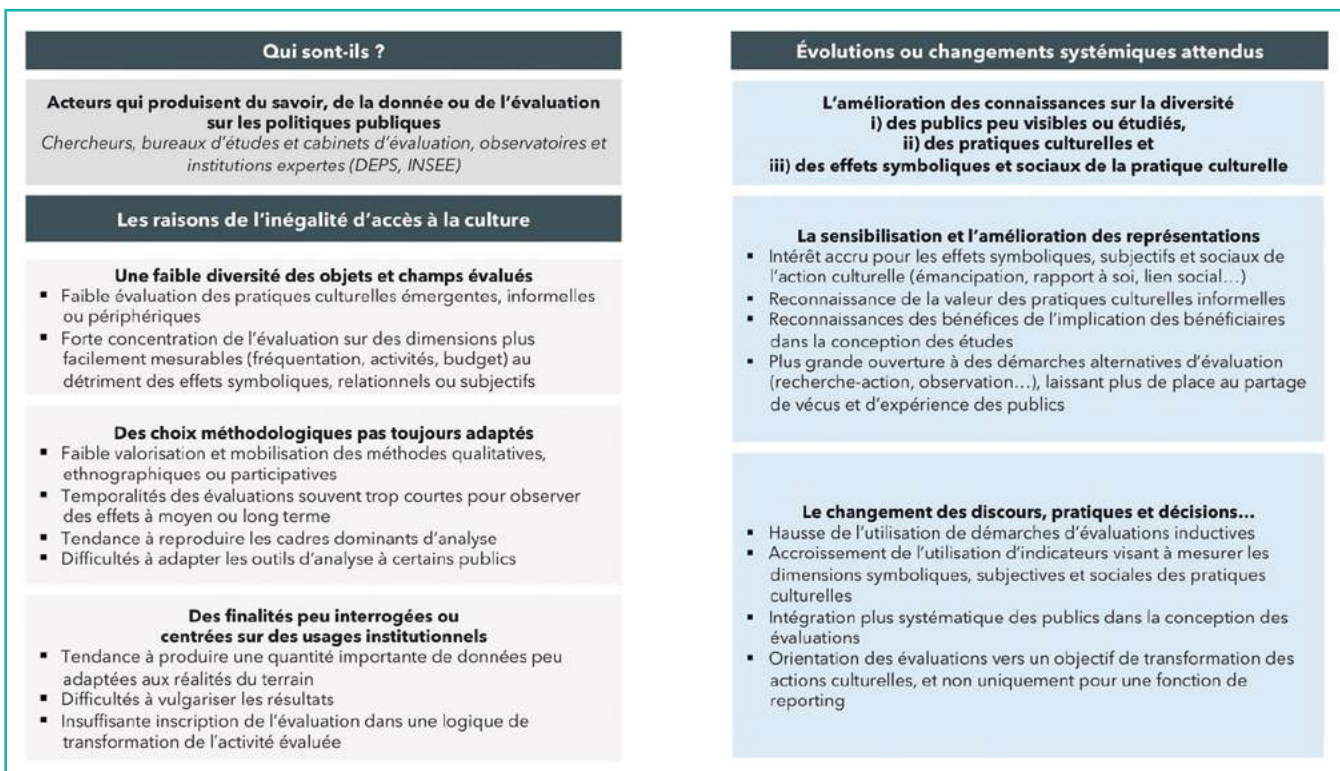 Qui sont-ils ?
Acteurs qui produisent du savoir, de la donnée ou de l'évaluation
sur les politiques publiques
Chercheurs, bureaux d'études et cabinets d'évaluation, observatoires et
institutions expertes (DEPS, INSEE)
Les raisons de l'inégalité d'accès à la culture
Une faible diversité des objets et champs évalués
▪ Faible évaluation des pratiques culturelles émergentes, informelles
ou périphériques
▪ Forte concentration de l'évaluation sur des dimensions plus
facilement mesurables (fréquentation, activités, budget) au
détriment des effets symboliques, relationnels ou subjectifs
Des choix méthodologiques pas toujours adaptés
▪ Faible valorisation et mobilisation des méthodes qualitatives,
ethnographiques ou participatives
▪ Temporalités des évaluations souvent trop courtes pour observer
des effets à moyen ou long terme
▪ Tendance à reproduire les cadres dominants d'analyse
▪ Difficultés à adapter les outils d'analyse à certains publics
Des finalités peu interrogées ou
centrées sur des usages institutionnels
▪ Tendance à produire une quantité importante de données peu
adaptées aux réalités du terrain
▪ Difficultés à vulgariser les résultats
▪ Insuffisante inscription de l'évaluation dans une logique de
transformation de l'activité évaluée
Évolutions ou changements systémiques attendus
L'amélioration des connaissances sur la diversité
i) des publics peu visibles ou étudiés,
ii) des pratiques culturelles et
iii) des effets symboliques et sociaux de la pratique culturelle
La sensibilisation et l'amélioration des représentations
▪ Intérêt accru pour les effets symboliques, subjectifs et sociaux de
l'action culturelle (émancipation, rapport à soi, lien social…)
▪ Reconnaissance de la valeur des pratiques culturelles informelles
▪ Reconnaissances des bénéfices de l'implication des bénéficiaires
dans la conception des études
▪ Plus grande ouverture à des démarches alternatives d'évaluation
(recherche-action, observation…), laissant plus de place au partage
de vécus et d'expérience des publics
Le changement des discours, pratiques et décisions…
▪ Hausse de l'utilisation de démarches d'évaluations inductives
▪ Accroissement de l'utilisation d'indicateurs visant à mesurer les
dimensions symboliques, subjectives et sociales des pratiques
culturelles
▪ Intégration plus systématique des publics dans la conception des
évaluations
▪ Orientation des évaluations vers un objectif de transformation des
actions culturelles, et non uniquement pour une fonction de
reporting